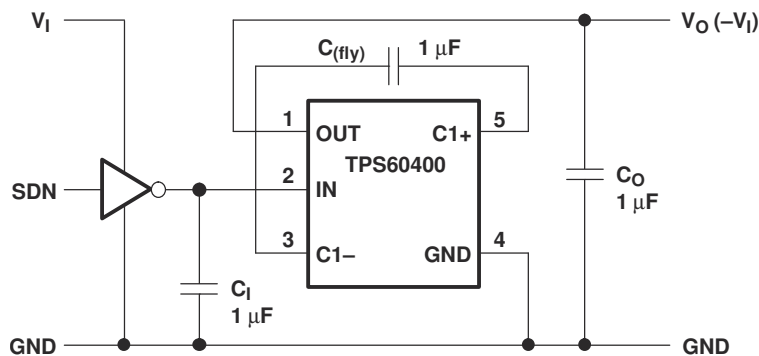 VI
VO (–VI)
C(fly)
1 μF
1
OUT
C1+
5
TPS60400
SDN
2
IN
CO
1 μF
3
C1–
GND
4
CI
1 μF
GND
GND